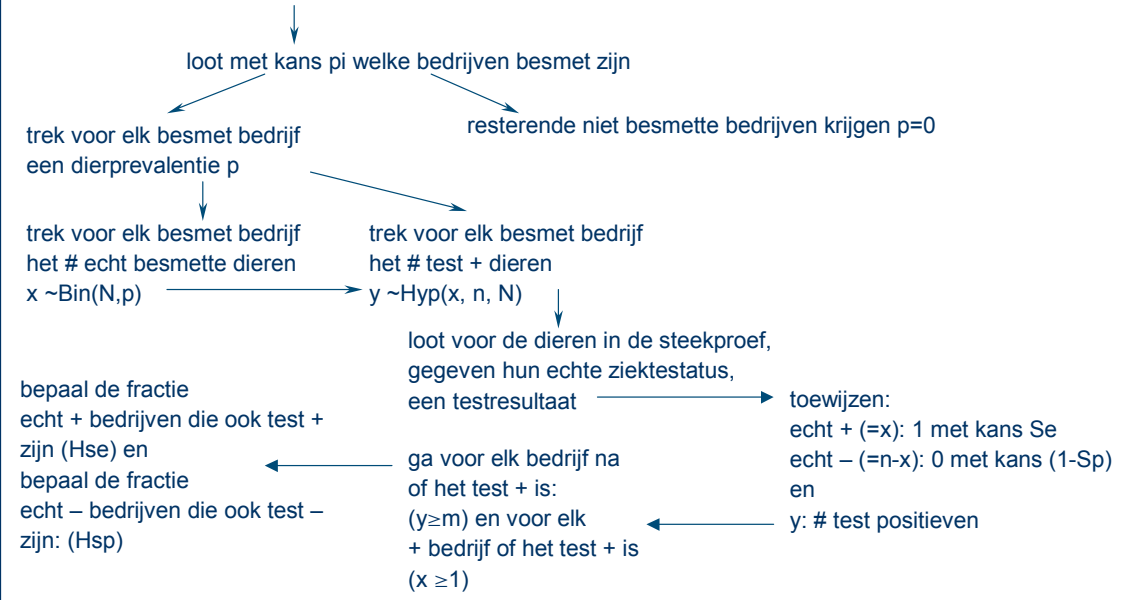 loot met kans pi welke bedrijven besmet zijn
trek voor elk besmet bedrijf
een dierprevalentie p
resterende niet besmette bedrijven krijgen p=0
trek voor elk besmet bedrijf
het # echt besmette dieren
x ~Bin(N,p)
trek voor elk besmet bedrijf
het # test + dieren
y ~Hyp(x, n, N)
loot voor de dieren in de steekproef,
gegeven hun echte ziektestatus,
een testresultaat
toewijzen:
echt + (=x): 1 met kans Se
echt – (=n-x): 0 met kans (1-Sp)
en
y: # test positieven
ga voor elk bedrijf na
of het test + is:
(y≥m) en voor elk
+ bedrijf of het test + is
(x ≥1)
bepaal de fractie
echt + bedrijven die ook test +
zijn (Hse) en
bepaal de fractie
echt – bedrijven die ook test –
zijn: (Hsp)